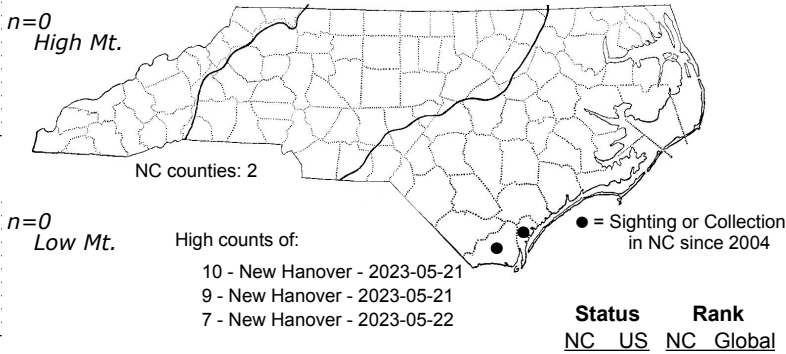 n=0
High Mt.
NC counties: 2
n=0
Low Mt.
High counts of:
10 - New Hanover - 2023-05-21
9 - New Hanover - 2023-05-21
7 - New Hanover - 2023-05-22
● = Sighting or Collection
in NC since 2004
Status Rank
NC US NC Global